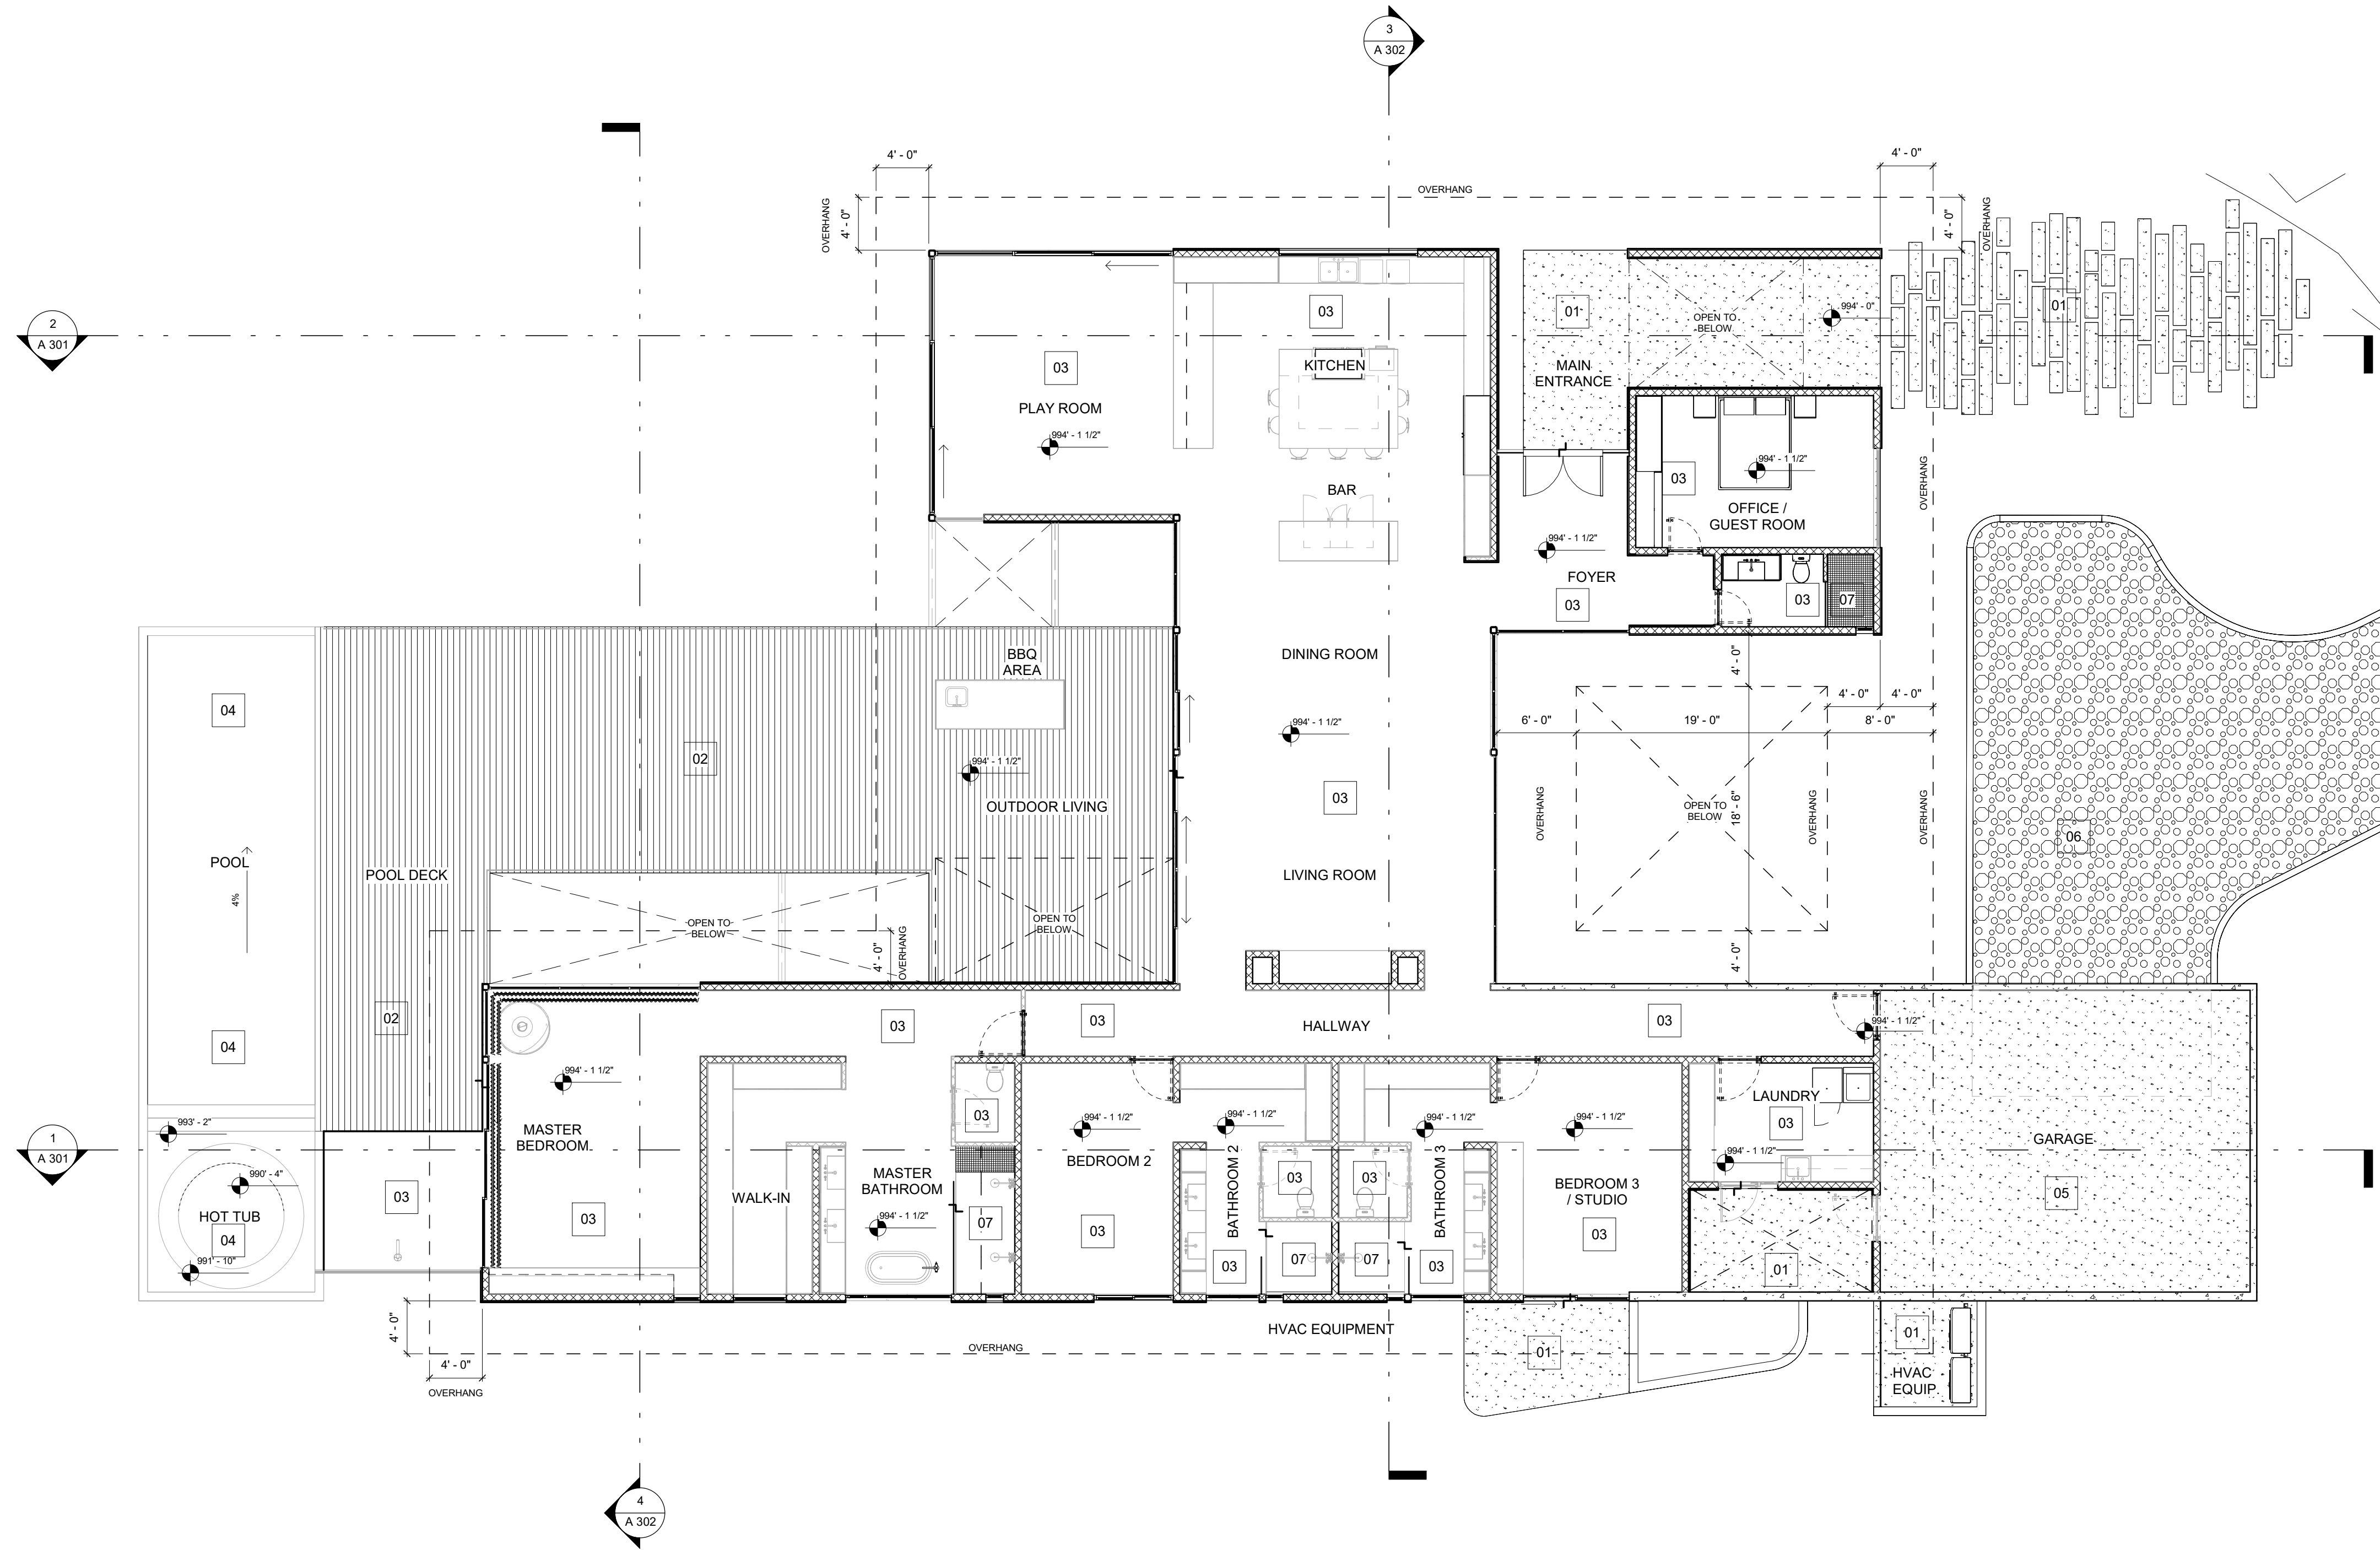 3
A 302
4' - 0"
4' - 0"
OVERHANG
OVERHANG
4' - 0"
4' - 0"
OVERHANG
2
A 301
03
01
994' - 0"
OPEN TO
BELOW
01
03
PLAY ROOM
994' - 1 1/2"
KITCHEN
MAIN
ENTRANCE
BAR
03
994' - 1 1/2"
OFFICE /
GUEST ROOM
OVERHANG
994' - 1 1/2"
FOYER
03
03
07
BBQ
AREA
DINING ROOM
4' - 0"
04
02
994' - 1 1/2"
994' - 1 1/2"
6' - 0"
19' - 0"
4' - 0"
4' - 0"
8' - 0"
OUTDOOR LIVING
03
OVERHANG
OPEN TO
BELOW
18' - 6"
OVERHANG
OVERHANG
06
POOL
4%
POOL DECK
LIVING ROOM
OPEN TO
BELOW
OPEN TO
BELOW
4' - 0"
OVERHANG
4' - 0"
02
04
03
03
HALLWAY
03
994' - 1 1/2"
994' - 1 1/2"
993' - 2"
1
A 301
990' - 4"
HOT TUB
04
991' - 10"
03
MASTER
BEDROOM
03
WALK-IN
MASTER
BATHROOM
994' - 1 1/2"
03
07
994' - 1 1/2"
BEDROOM 2
03
994' - 1 1/2"
BATHROOM 2
03
03
07
994' - 1 1/2"
03
07
BATHROOM 3
03
994' - 1 1/2"
BEDROOM 3
/ STUDIO
03
LAUNDRY
03
994' - 1 1/2"
01
GARAGE
05
4' - 0"
4' - 0"
OVERHANG
OVERHANG
HVAC EQUIPMENT
01
01
HVAC
EQUIP.
4
A 302